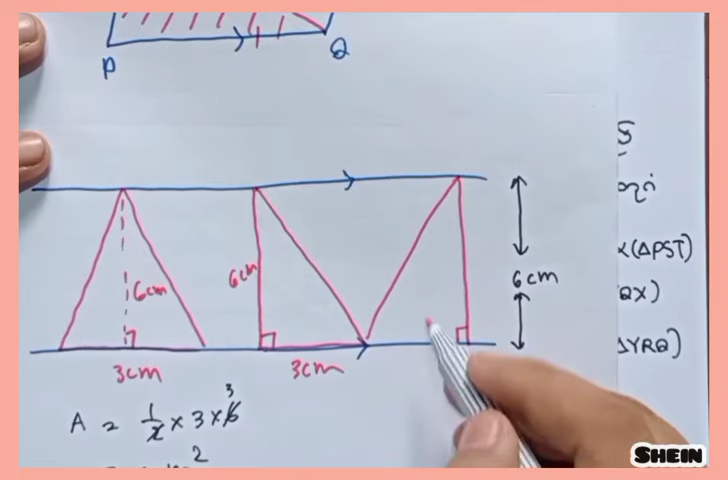 P Q
6cm
6cm
6cm
3cm 3cm
(ΔPST)
QX)
ΔYRQ)
A = 1/2 × 3 × 6 3
2
SHEIN